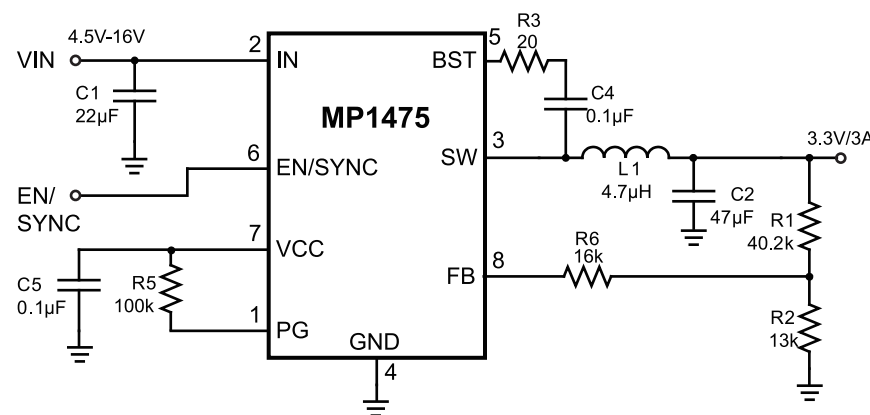 4.5V-16V
VIN
C1
22µF
2
IN
MP1475
BST
5
R3
20
C4
0.1µF
6
EN/SYNC
EN/
SYNC
SW
3
L1
4.7µH
3.3V/3A
C2
47µF
R1
40.2k
7
VCC
C5
0.1µF
R5
100k
1
PG
FB
8
R6
16k
R2
13k
GND
4